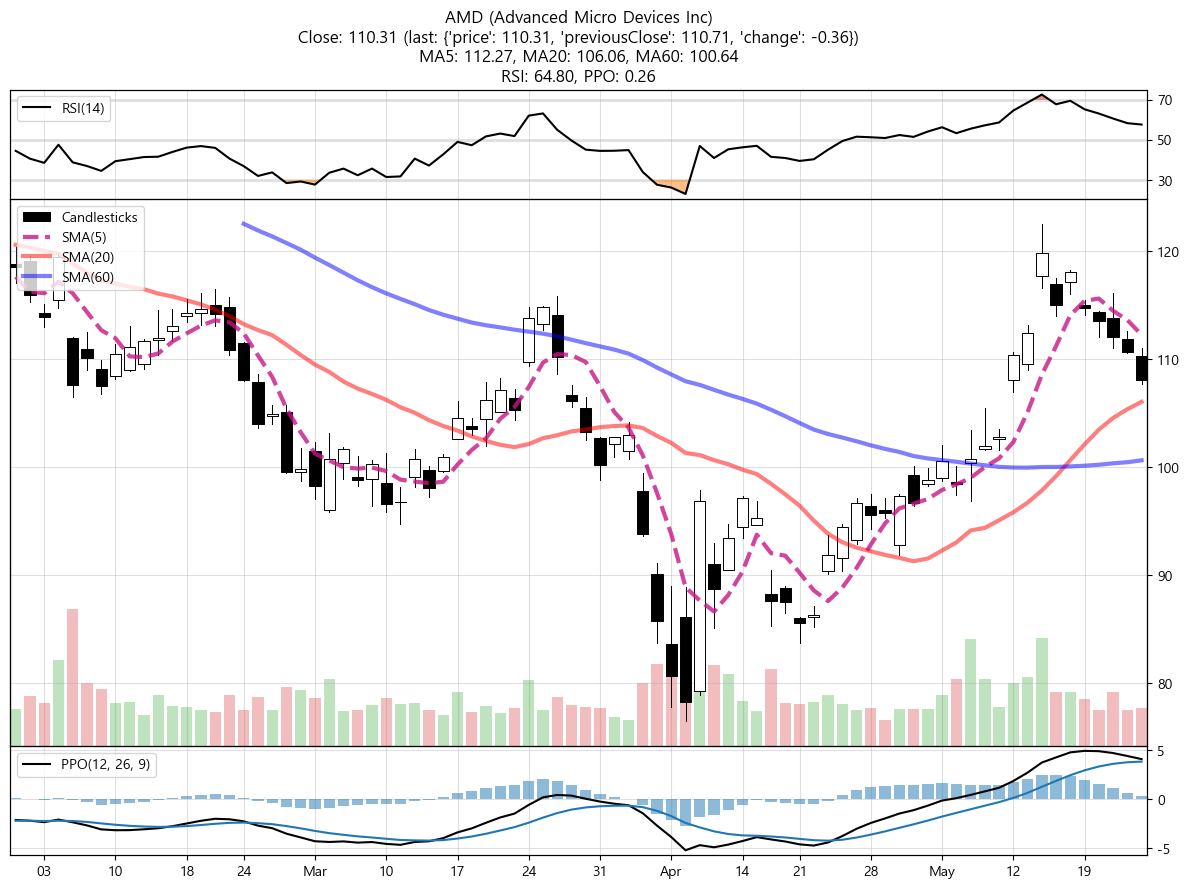 AMD (Advanced Micro Devices Inc)
Close: 110.31 (last: {'price': 110.31, 'previousClose': 110.71, 'change': -0.36})
MA5: 112.27, MA20: 106.06, MA60: 100.64
RSI: 64.80, PPO: 0.26
RSI(14)
70
50
30
Candlesticks
SMA(5)
SMA(20)
SMA(60)
120
110
100
90
80
PPO(12, 26, 9)
5
0
-5
03 10 18 24 Mar 10 17 24 31 Apr 14 21 28 May 12 19